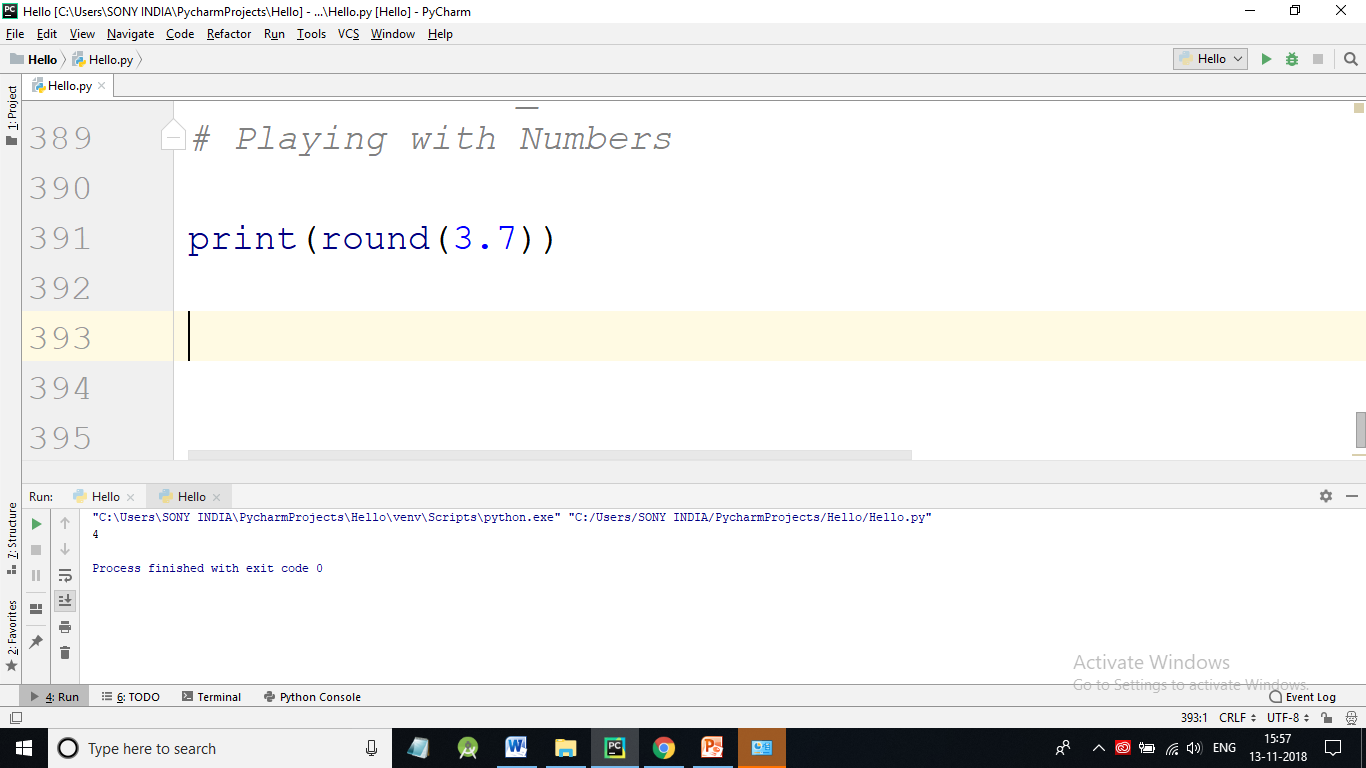 Hello [C:\Users\SONY INDIA\PycharmProjects\Hello] - ...\Hello.py [Hello] - PyCharm
File Edit View Navigate Code Refactor Run Tools VCS Window Help
Hello Hello.py Hello
1: Project
Hello.py
389 # Playing with Numbers
390
391 print(round(3.7))
392
393
394
395
Run: Hello Hello
7: Structure
2: Favorites
"C:\Users\SONY INDIA\PycharmProjects\Hello\venv\Scripts\python.exe" "C:/Users/SONY INDIA/PycharmProjects/Hello/Hello.py"
4
Process finished with exit code 0
Activate Windows
Go to Settings to activate Windows.
4: Run 6: TODO Terminal Python Console Event Log
393:1 CRLF UTF-8
Type here to search
ENG
15:57
13-11-2018